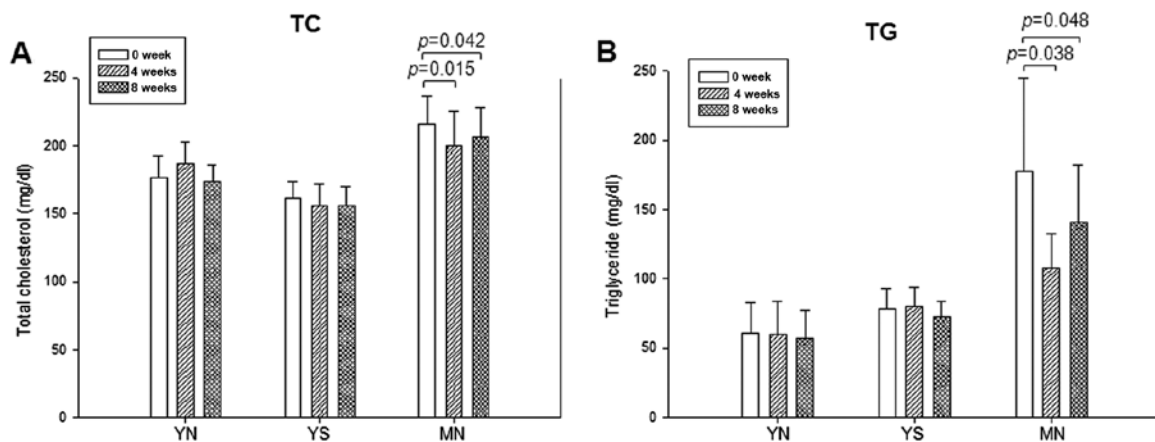 A
TC
0 week
4 weeks
8 weeks
p=0.042
p=0.015
Total cholesterol (mg/dl)
250
200
150
100
50
0
YN YS MN
B
TG
0 week
4 weeks
8 weeks
p=0.048
p=0.038
Triglyceride (mg/dl)
250
200
150
100
50
0
YN YS MN